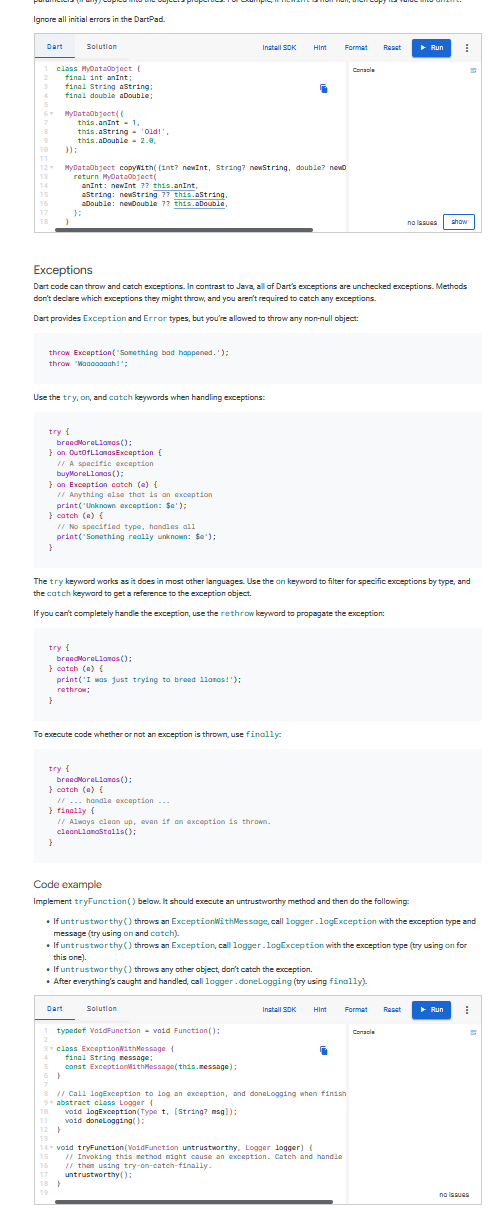 Ignore all initial errors in the DartPad.
Dart Solution Install SDK Hint Format Reset Run
1 class MyDataObject { Console
2 final int anInt;
3 final String aString;
4 final double aDouble;
5
6 MyDataObject({
7 this.anInt = 1,
8 this.aString = 'Old!',
9 this.aDouble = 2.0,
10 });
11
12 MyDataObject copyWith({int? newInt, String? newString, double? newD
13 return MyDataObject(
14 anInt: newInt ?? this.anInt,
15 aString: newString ?? this.aString,
16 aDouble: newDouble ?? this.aDouble,
17 );
18 }
no issues show
Exceptions
Dart code can throw and catch exceptions. In contrast to Java, all of Dart's exceptions are unchecked exceptions. Methods
don't declare which exceptions they might throw, and you aren't required to catch any exceptions.
Dart provides Exception and Error types, but you're allowed to throw any non-null object:
throw Exception('Something bad happened.');
throw 'Waaaaaaah!';
Use the try, on, and catch keywords when handling exceptions:
try {
breedMoreLlamas();
} on OutOfLlamasException {
// A specific exception
buyMoreLlamas();
} on Exception catch (e) {
// Anything else that is an exception
print('Unknown exception: $e');
} catch (e) {
// No specified type, handles all
print('Something really unknown: $e');
}
The try keyword works as it does in most other languages. Use the on keyword to filter for specific exceptions by type, and
the catch keyword to get a reference to the exception object.
If you can't completely handle the exception, use the rethrow keyword to propagate the exception:
try {
breedMoreLlamas();
} catch (e) {
print('I was just trying to breed llamas!');
rethrow;
}
To execute code whether or not an exception is thrown, use finally:
try {
breedMoreLlamas();
} catch (e) {
// ... handle exception ...
} finally {
// Always clean up, even if an exception is thrown.
cleanLlamaStalls();
}
Code example
Implement tryFunction() below. It should execute an untrustworthy method and then do the following:
• If untrustworthy() throws an ExceptionWithMessage, call logger.logException with the exception type and
message (try using on and catch).
• If untrustworthy() throws an Exception, call logger.logException with the exception type (try using on for
this one).
• If untrustworthy() throws any other object, don't catch the exception.
• After everything's caught and handled, call logger.doneLogging (try using finally).
Dart Solution Install SDK Hint Format Reset Run
1 typedef VoidFunction = void Function(); Console
2
3 class ExceptionWithMessage {
4 final String message;
5 const ExceptionWithMessage(this.message);
6 }
7
8 // Call logException to log an exception, and doneLogging when finish
9 abstract class Logger {
10 void logException(Type t, [String? msg]);
11 void doneLogging();
12 }
13
14 void tryFunction(VoidFunction untrustworthy, Logger logger) {
15 // Invoking this method might cause an exception. Catch and handle
16 // them using try-on-catch-finally.
17 untrustworthy();
18 }
19
no issues